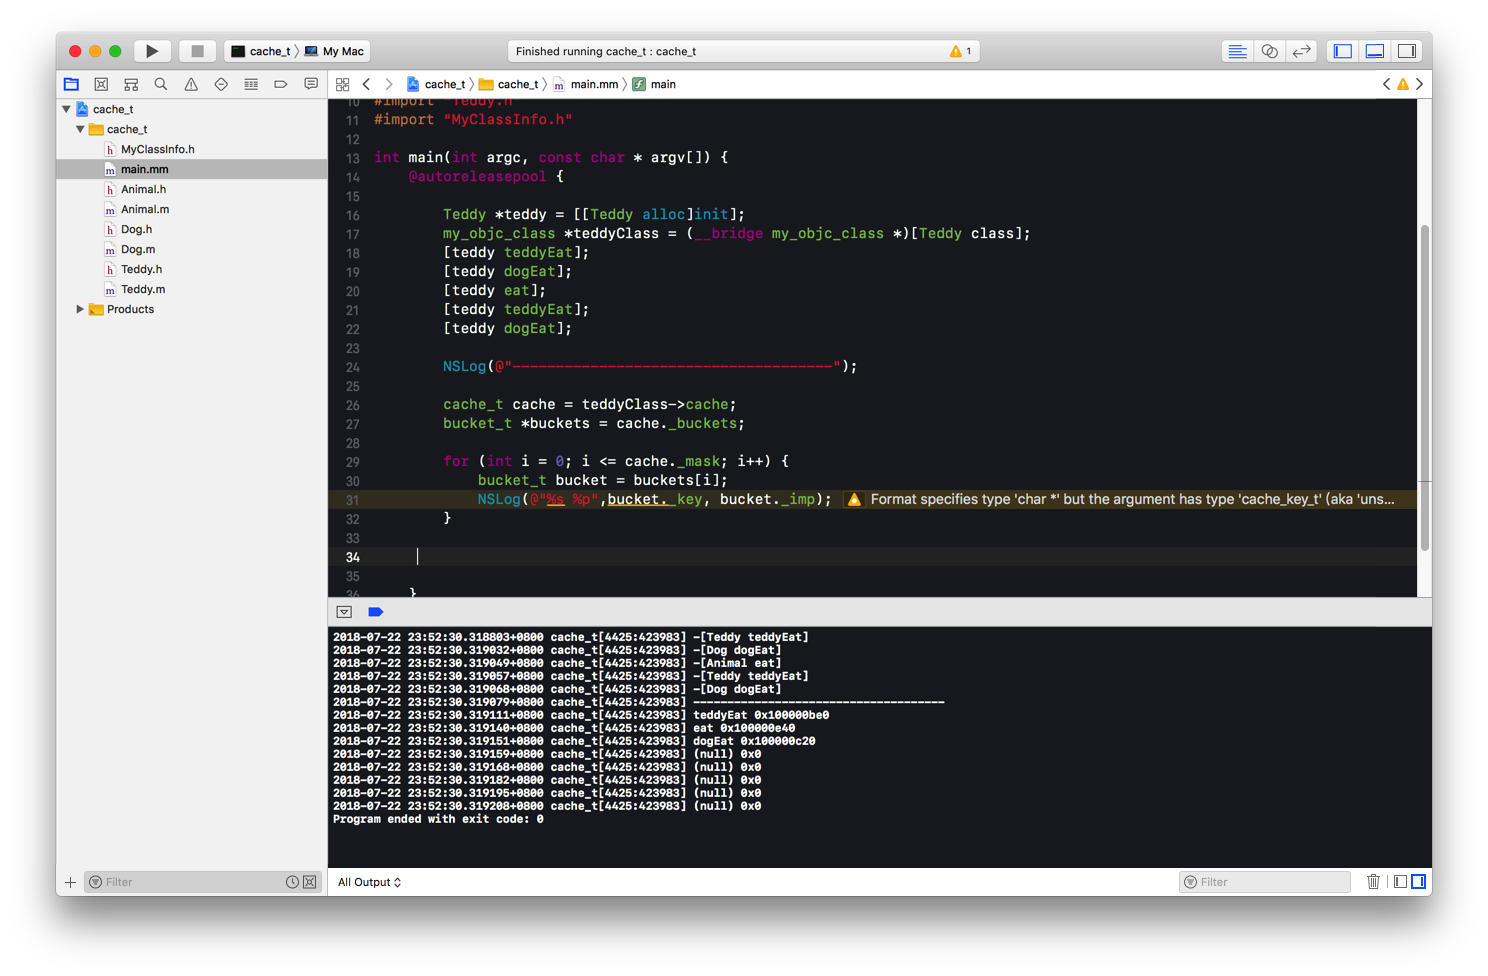 cache_t 〉 My Mac
Finished running cache_t : cache_t
1
cache_t 〉 cache_t 〉 main.mm 〉 main
cache_t
cache_t
MyClassInfo.h
main.mm
Animal.h
Animal.m
Dog.h
Dog.m
Teddy.h
Teddy.m
Products
10 #import "Teddy.h"
11 #import "MyClassInfo.h"
12
13 int main(int argc, const char * argv[]) {
14 @autoreleasepool {
15
16 Teddy *teddy = [[Teddy alloc]init];
17 my_objc_class *teddyClass = (__bridge my_objc_class *)[Teddy class];
18 [teddy teddyEat];
19 [teddy dogEat];
20 [teddy eat];
21 [teddy teddyEat];
22 [teddy dogEat];
23
24 NSLog(@"-------------------------------------");
25
26 cache_t cache = teddyClass->cache;
27 bucket_t *buckets = cache._buckets;
28
29 for (int i = 0; i <= cache._mask; i++) {
30 bucket_t bucket = buckets[i];
31 NSLog(@"%s %p",bucket._key, bucket._imp); Format specifies type 'char *' but the argument has type 'cache_key_t' (aka 'uns...
32 }
33
34
35
36 }
2018-07-22 23:52:30.318803+0800 cache_t[4425:423983] -[Teddy teddyEat]
2018-07-22 23:52:30.319032+0800 cache_t[4425:423983] -[Dog dogEat]
2018-07-22 23:52:30.319049+0800 cache_t[4425:423983] -[Animal eat]
2018-07-22 23:52:30.319057+0800 cache_t[4425:423983] -[Teddy teddyEat]
2018-07-22 23:52:30.319068+0800 cache_t[4425:423983] -[Dog dogEat]
2018-07-22 23:52:30.319079+0800 cache_t[4425:423983] -------------------------------------
2018-07-22 23:52:30.319111+0800 cache_t[4425:423983] teddyEat 0x100000be0
2018-07-22 23:52:30.319140+0800 cache_t[4425:423983] eat 0x100000e40
2018-07-22 23:52:30.319151+0800 cache_t[4425:423983] dogEat 0x100000c20
2018-07-22 23:52:30.319159+0800 cache_t[4425:423983] (null) 0x0
2018-07-22 23:52:30.319168+0800 cache_t[4425:423983] (null) 0x0
2018-07-22 23:52:30.319182+0800 cache_t[4425:423983] (null) 0x0
2018-07-22 23:52:30.319195+0800 cache_t[4425:423983] (null) 0x0
2018-07-22 23:52:30.319208+0800 cache_t[4425:423983] (null) 0x0
Program ended with exit code: 0
Filter
All Output
Filter